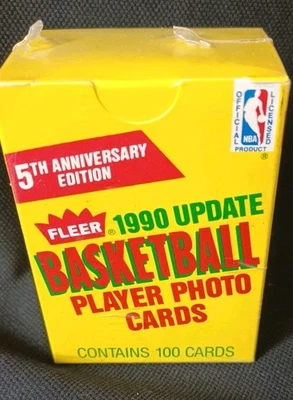 OFFICIAL
LICENSED
NBA
PRODUCT
®
5TH ANNIVERSARY
EDITION
FLEER ® 1990 UPDATE
BASKETBALL
PLAYER PHOTO
CARDS
CONTAINS 100 CARDS